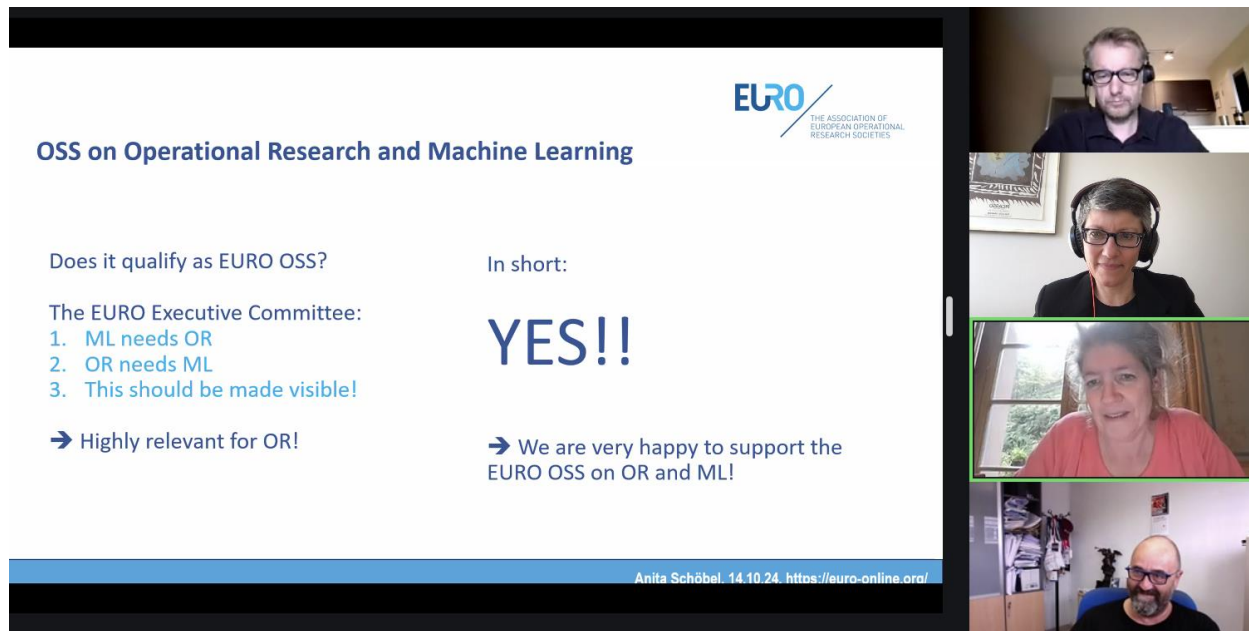 EURO
THE ASSOCIATION OF
EUROPEAN OPERATIONAL
RESEARCH SOCIETIES
OSS on Operational Research and Machine Learning
Does it qualify as EURO OSS?
The EURO Executive Committee:
1. ML needs OR
2. OR needs ML
3. This should be made visible!
➔ Highly relevant for OR!
In short:
YES!!
➔ We are very happy to support the
EURO OSS on OR and ML!
Anita Schöbel, 14.10.24, https://euro-online.org/